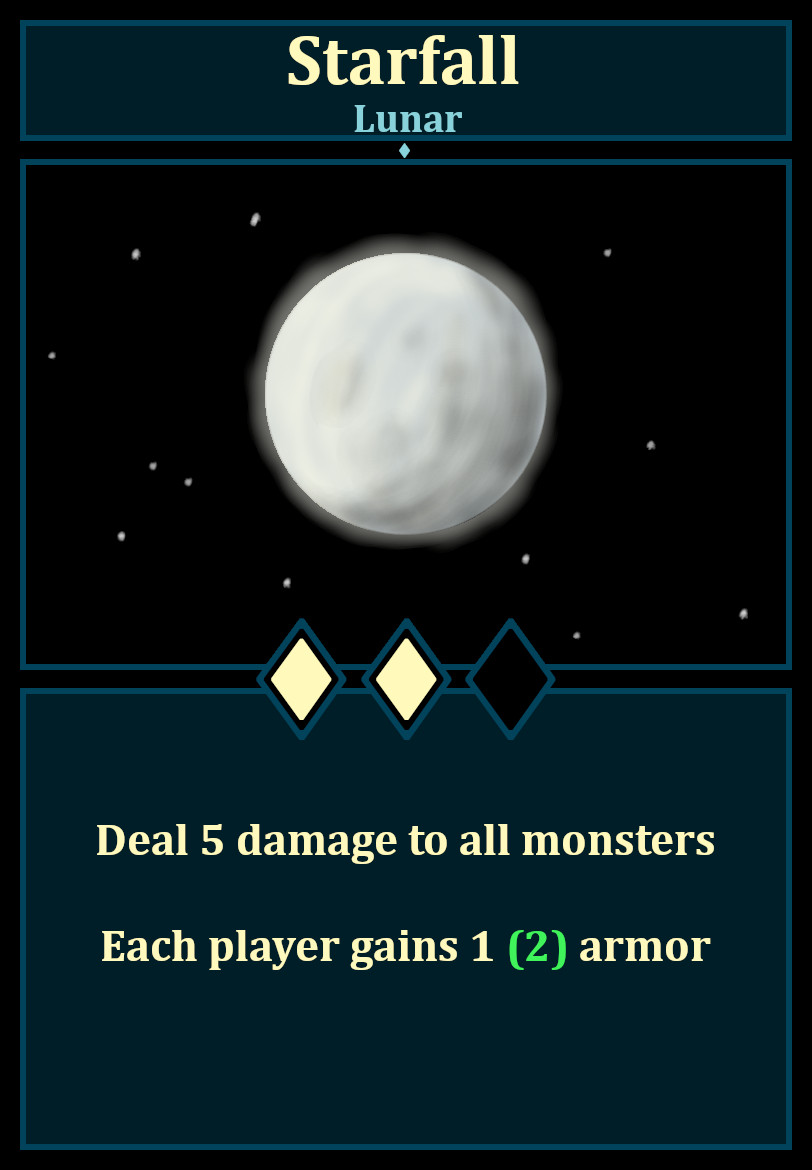 Starfall
Lunar
Deal 5 damage to all monsters
Each player gains 1 (2) armor